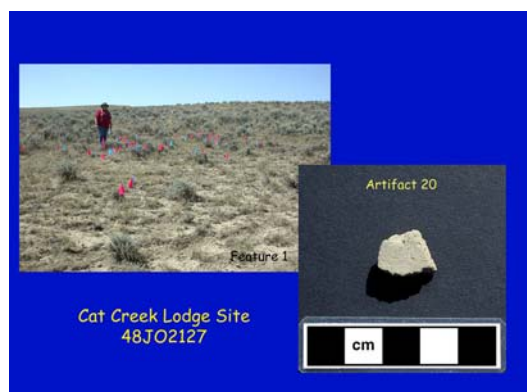 Feature 1
Artifact 20
cm
Cat Creek Lodge Site
48JO2127